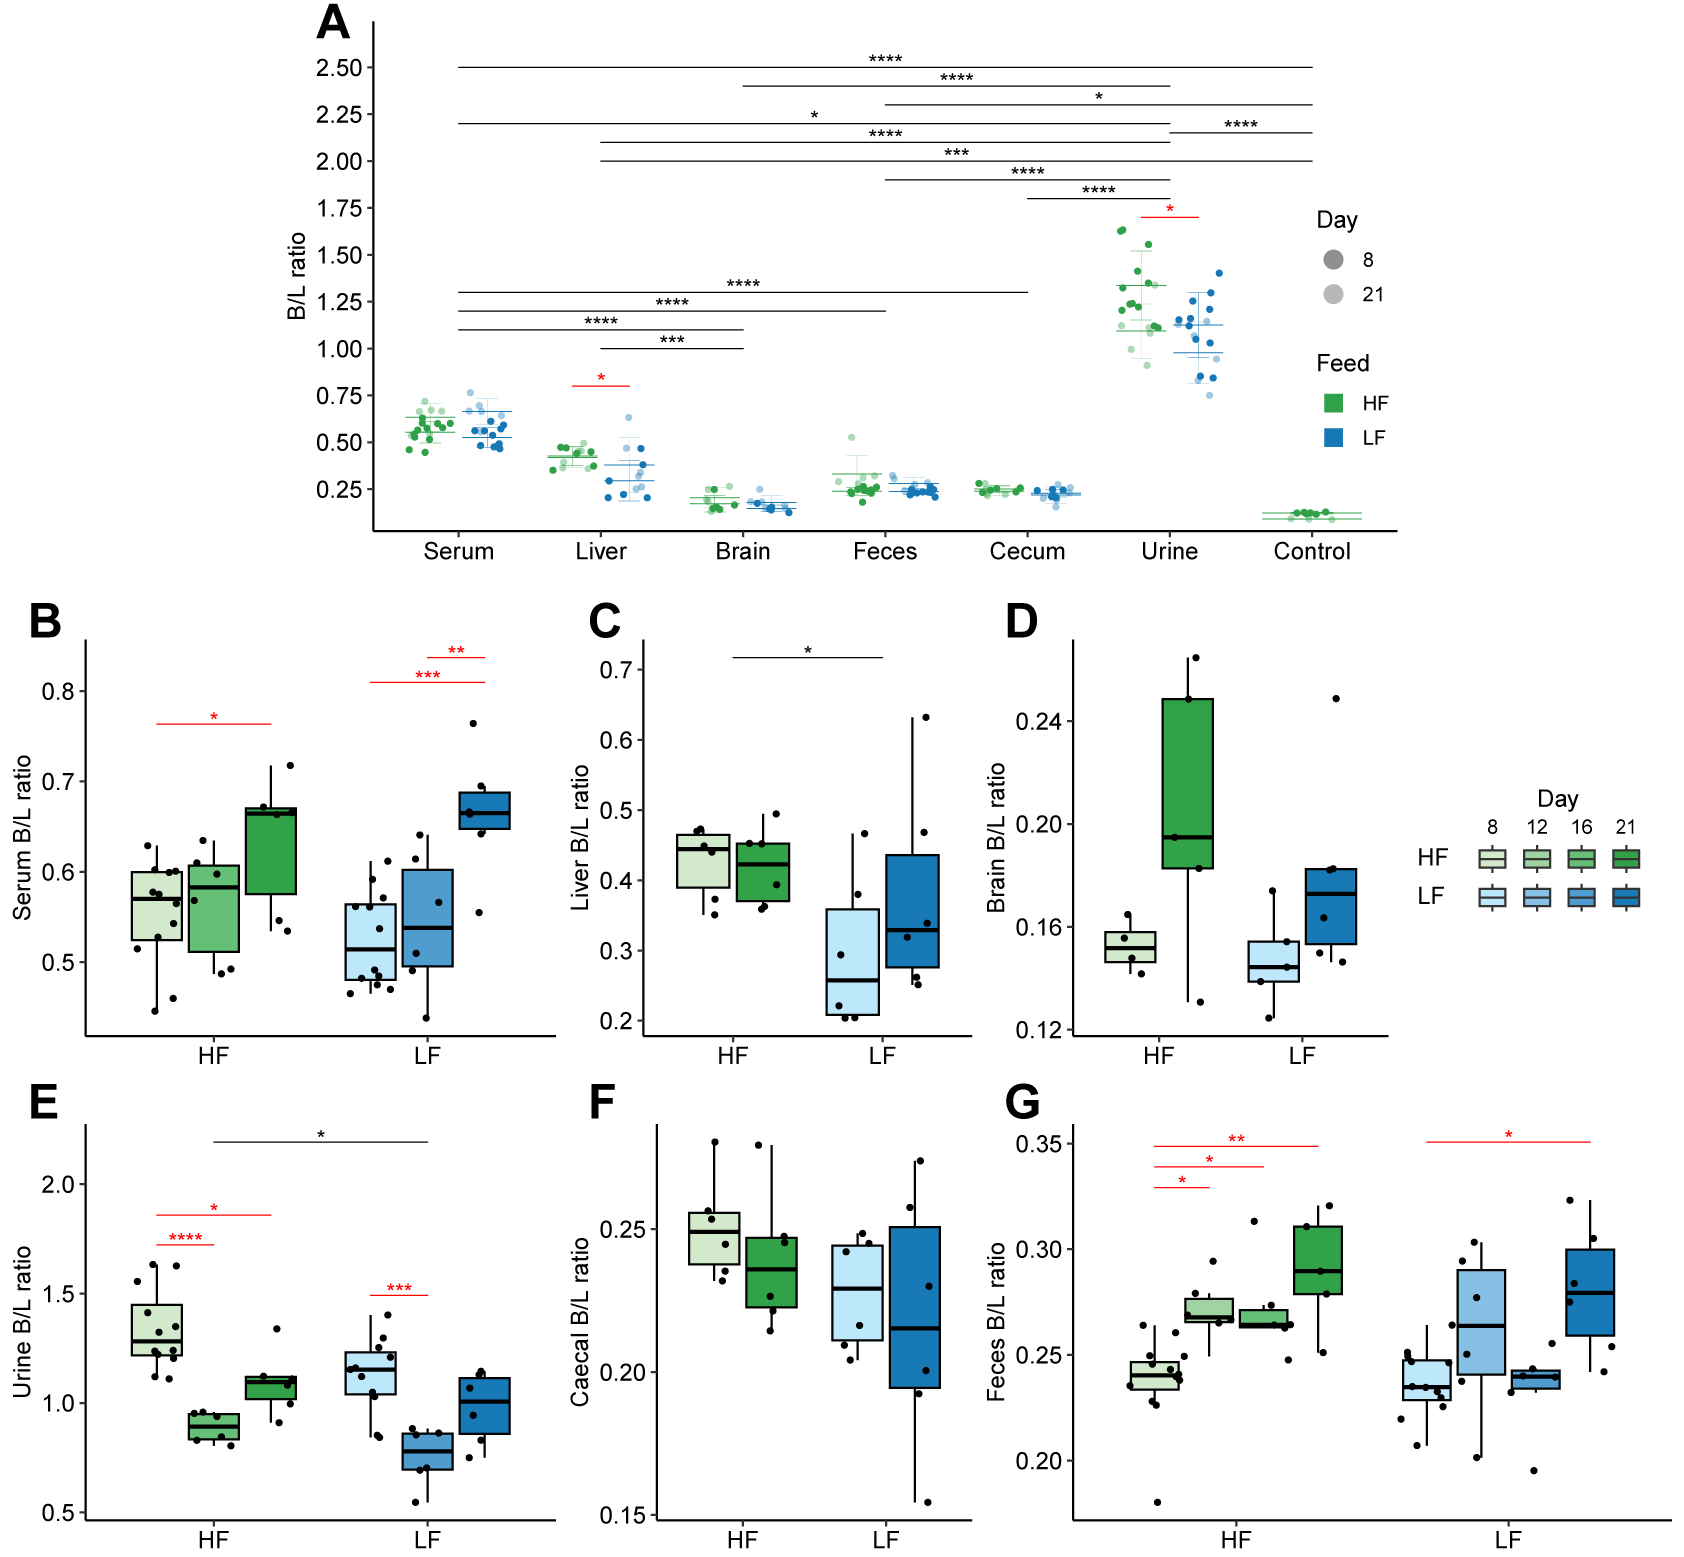 A
B/L ratio
2.50
2.25
2.00
1.75
1.50
1.25
1.00
0.75
0.50
0.25
****
****
*
*
****
****
***
****
****
*
****
****
****
***
*
Serum Liver Brain Feces Cecum Urine Control
Day
8
21
Feed
HF
LF
B
Serum B/L ratio
0.8
0.7
0.6
0.5
**
***
*
HF LF
C
Liver B/L ratio
0.7
0.6
0.5
0.4
0.3
0.2
*
HF LF
D
Brain B/L ratio
0.24
0.20
0.16
0.12
HF LF
Day
8 12 16 21
HF
LF
E
Urine B/L ratio
2.0
1.5
1.0
0.5
*
*
****
***
HF LF
F
Caecal B/L ratio
0.25
0.20
0.15
HF LF
G
Feces B/L ratio
0.35
0.30
0.25
0.20
**
*
*
*
HF LF